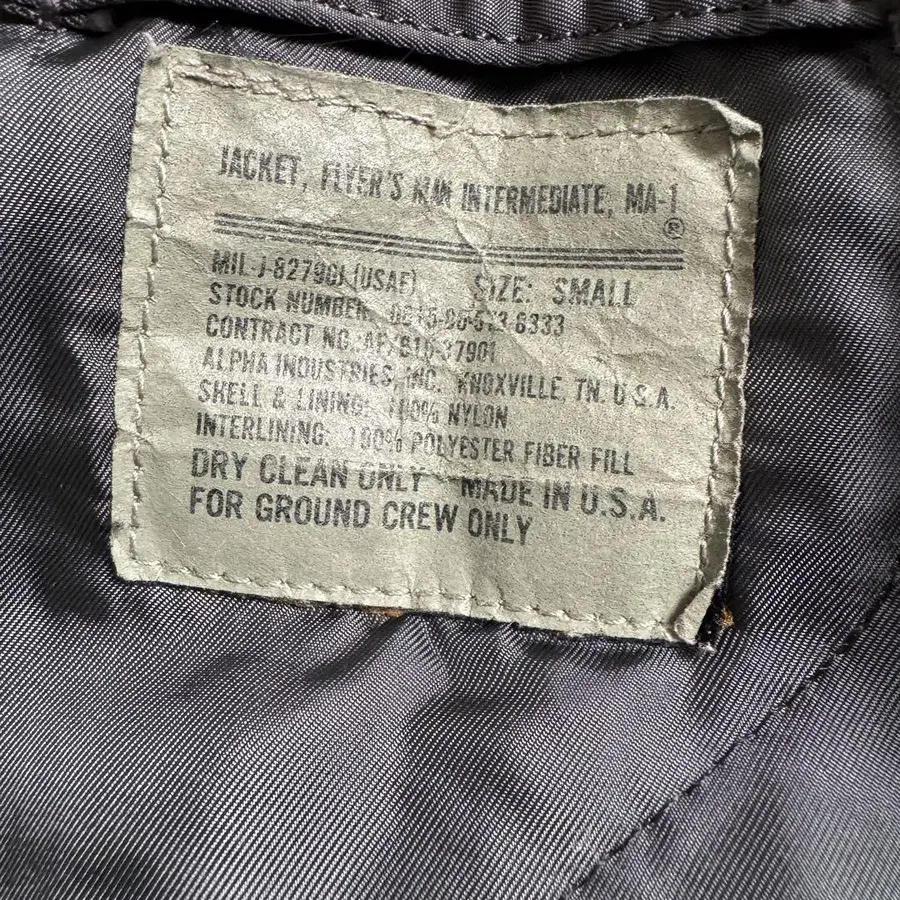 JACKET, FLYER'S MAN INTERMEDIATE, MA-1
®
MIL-J-8279 (USAF) SIZE: SMALL
STOCK NUMBER
CONTRACT NO.
ALPHA INDUSTRIES, INC. KNOXVILLE, TN. U.S.A.
SHELL & LINING: 100% NYLON
INTERLINING: 100% POLYESTER FIBER FILL
DRY CLEAN ONLY MADE IN U.S.A.
FOR GROUND CREW ONLY